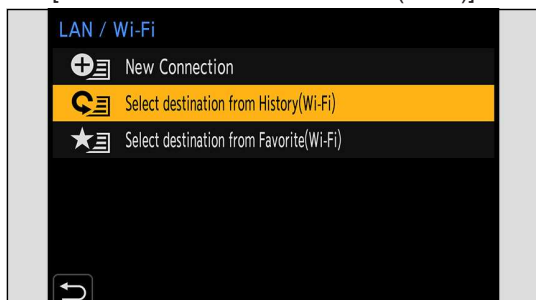 LAN / Wi-Fi
New Connection
Select destination from History(Wi-Fi)
Select destination from Favorite(Wi-Fi)